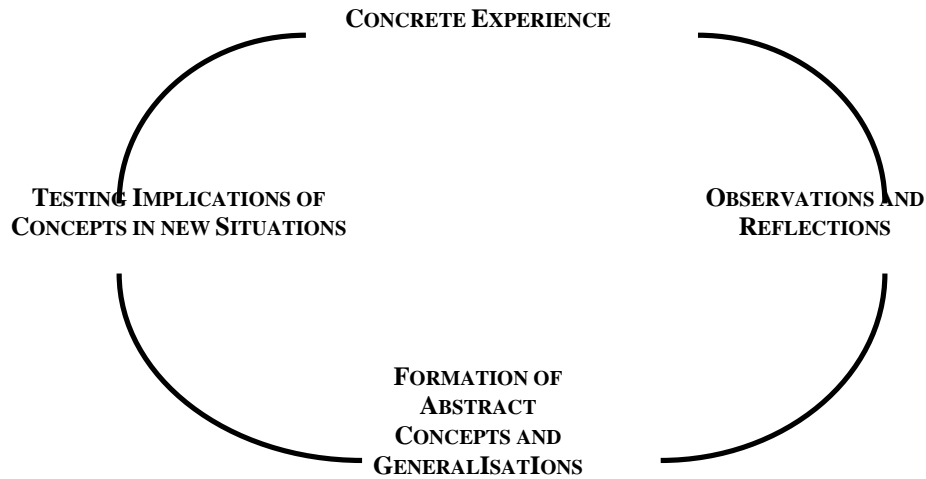 CONCRETE EXPERIENCE
TESTING IMPLICATIONS OF
CONCEPTS IN NEW SITUATIONS
OBSERVATIONS AND
REFLECTIONS
FORMATION OF
ABSTRACT
CONCEPTS AND
GENERALISATIONS